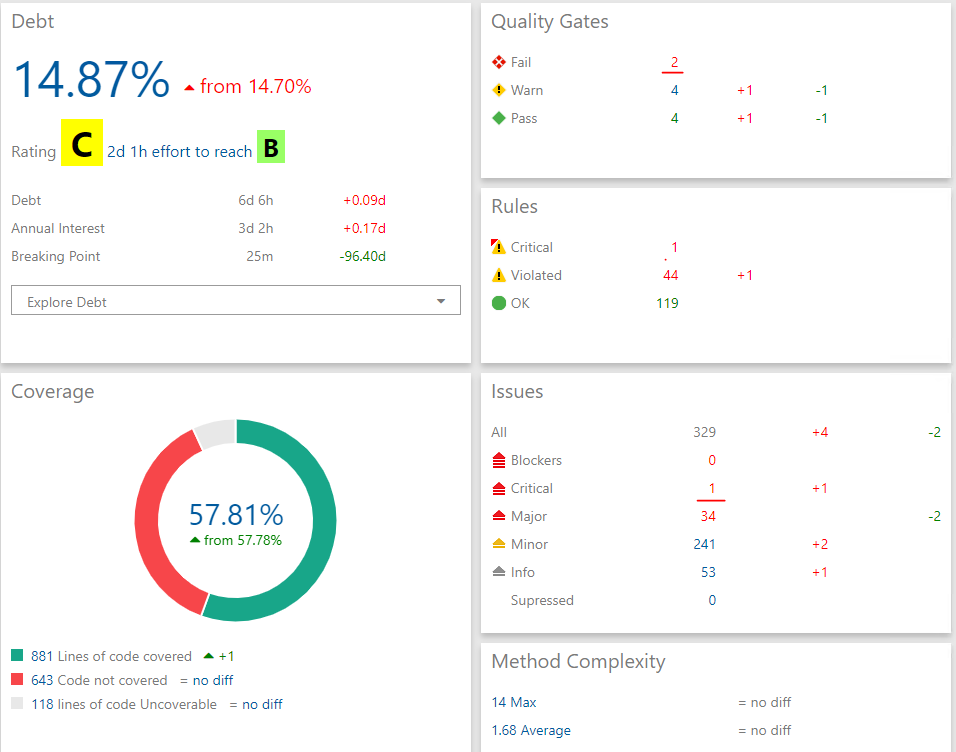 Debt
14.87% from 14.70%
Rating C 2d 1h effort to reach B
Debt 6d 6h +0.09d
Annual Interest 3d 2h +0.17d
Breaking Point 25m -96.40d
Explore Debt
Quality Gates
Fail 2
Warn 4 +1 -1
Pass 4 +1 -1
Rules
Critical 1
Violated 44 +1
OK 119
Coverage
57.81%
from 57.78%
881 Lines of code covered +1
643 Code not covered = no diff
118 lines of code Uncoverable = no diff
Issues
All 329 +4 -2
Blockers 0
Critical 1 +1
Major 34 -2
Minor 241 +2
Info 53 +1
Supressed 0
Method Complexity
14 Max = no diff
1.68 Average = no diff